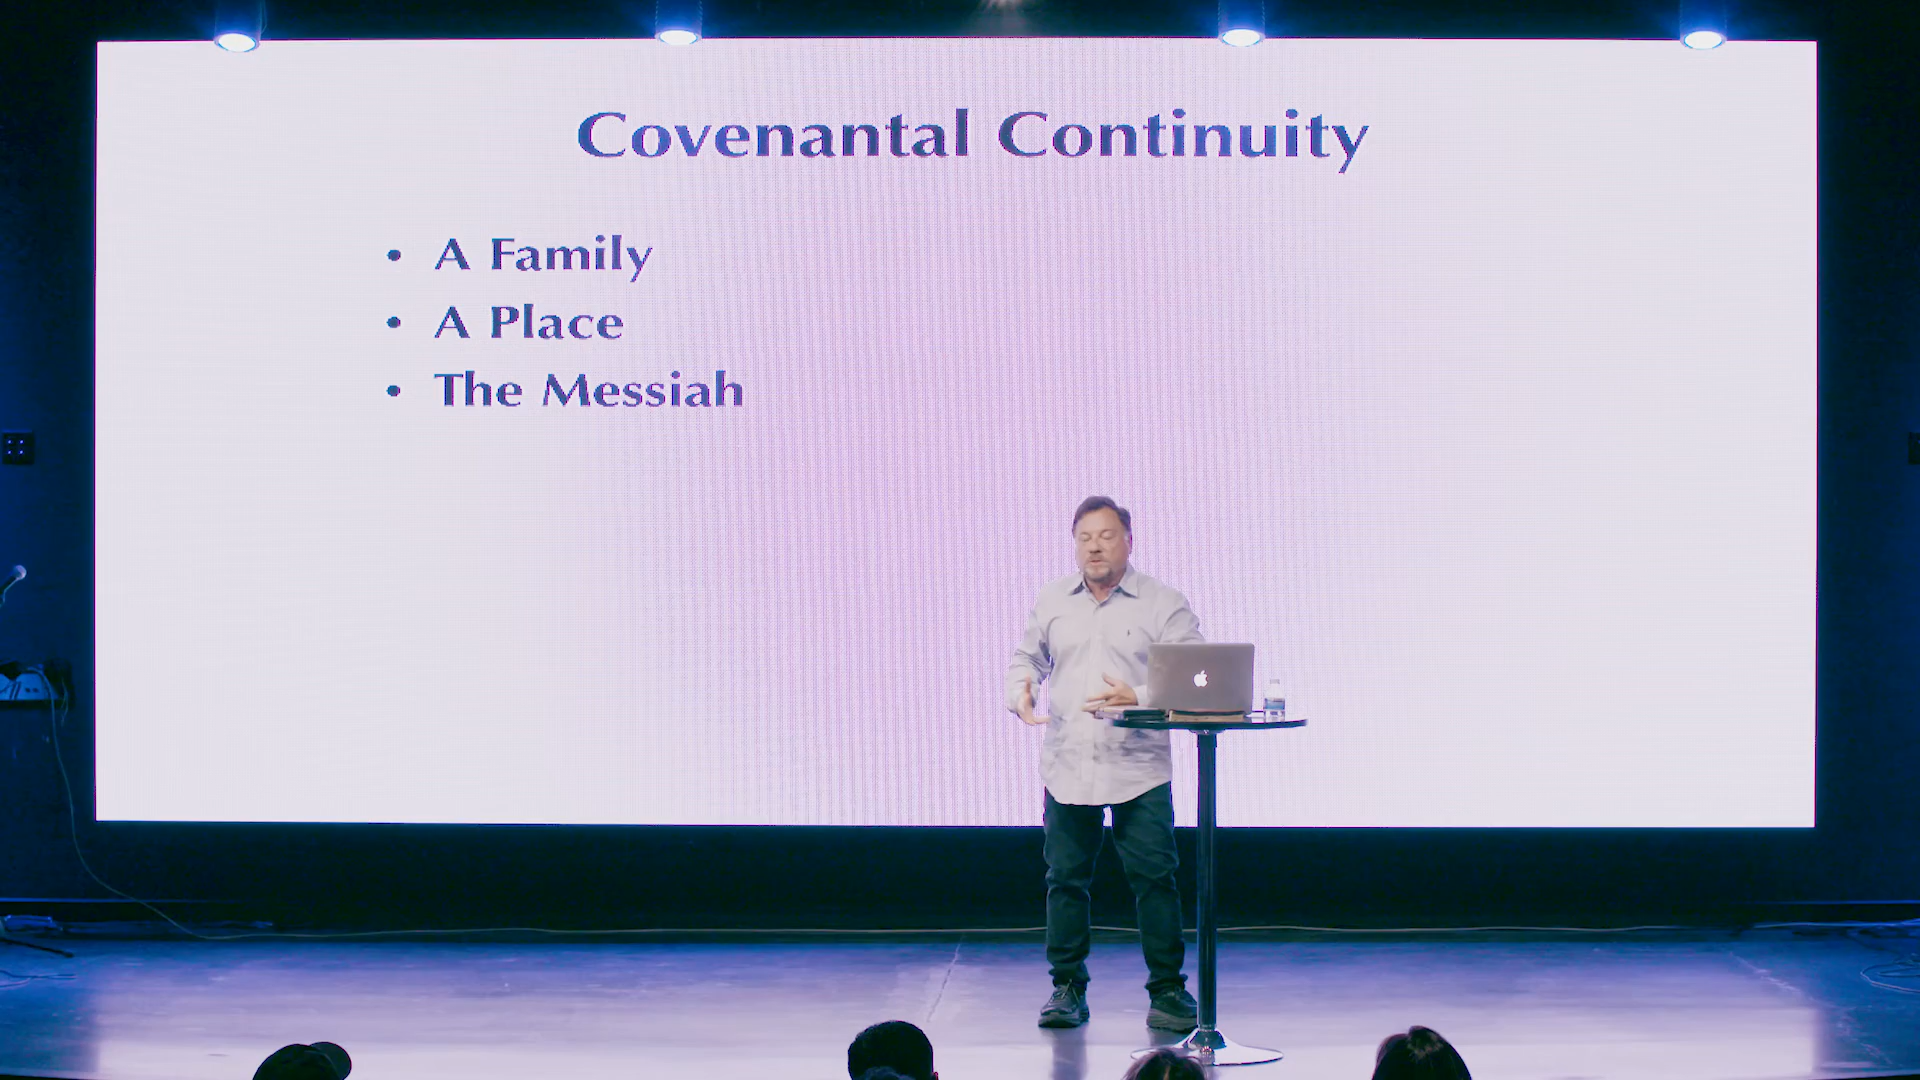 Covenantal Continuity
• A Family
• A Place
• The Messiah